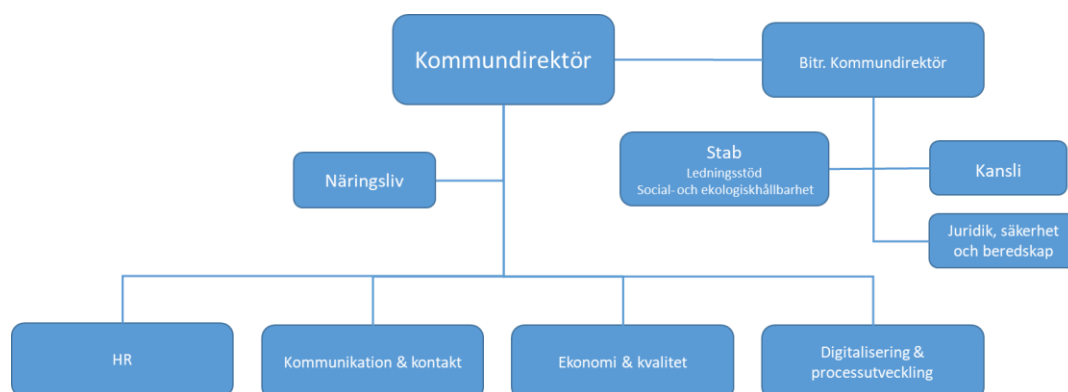 Kommundirektör
Bitr. Kommundirektör
Näringsliv
Stab
Ledningsstöd
Social- och ekologiskhållbarhet
Kansli
Juridik, säkerhet
och beredskap
HR
Kommunikation & kontakt
Ekonomi & kvalitet
Digitalisering &
processutveckling